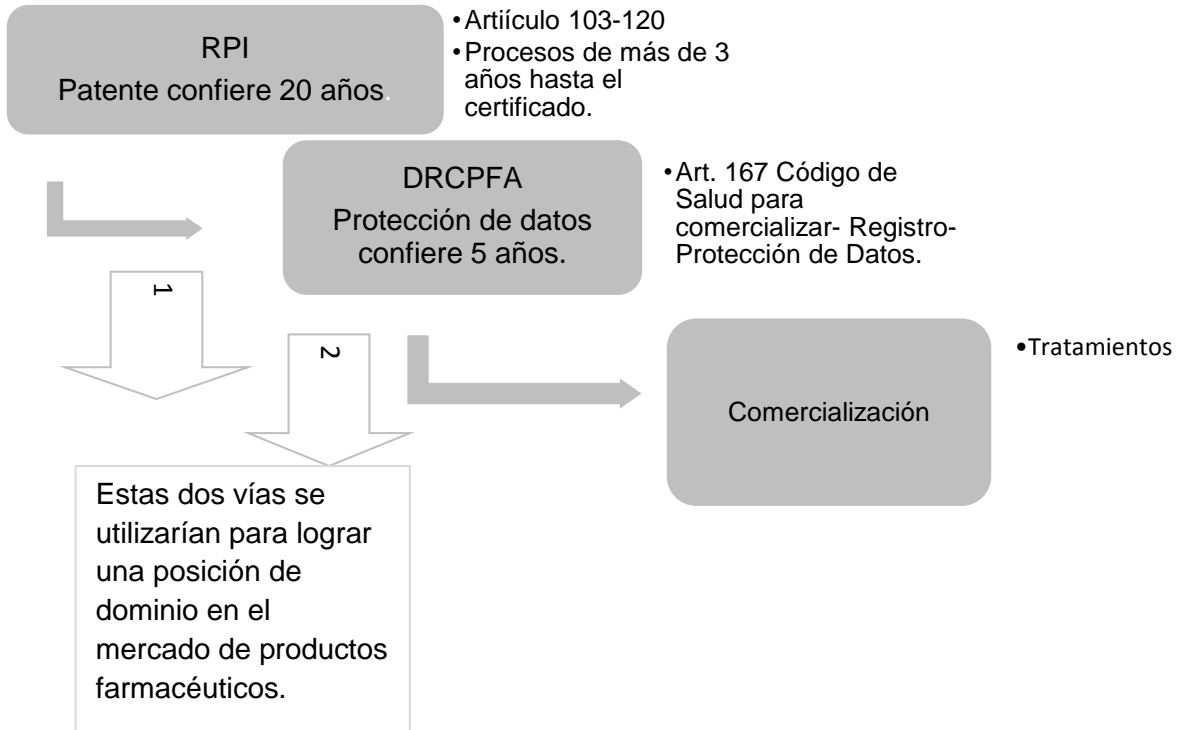 RPI
Patente confiere 20 años.
•Artiículo 103-120
•Procesos de más de 3
años hasta el
certificado.
DRCPFA
Protección de datos
confiere 5 años.
•Art. 167 Código de
Salud para
comercializar- Registro-
Protección de Datos.
1
2
Comercialización
•Tratamientos
Estas dos vías se
utilizarían para lograr
una posición de
dominio en el
mercado de productos
farmacéuticos.